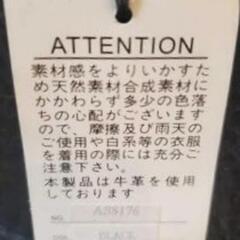 ATTENTION
素材感をよりいかすた
め天然素材合成素材に
かかわらず多少の色落
ちの心配がございます
ので、摩擦及び雨天の
ご使用や白系等の衣服
を着用の際には充分ご
注意下さい。
本製品は牛革を使用し
ております
NO.
BLACK